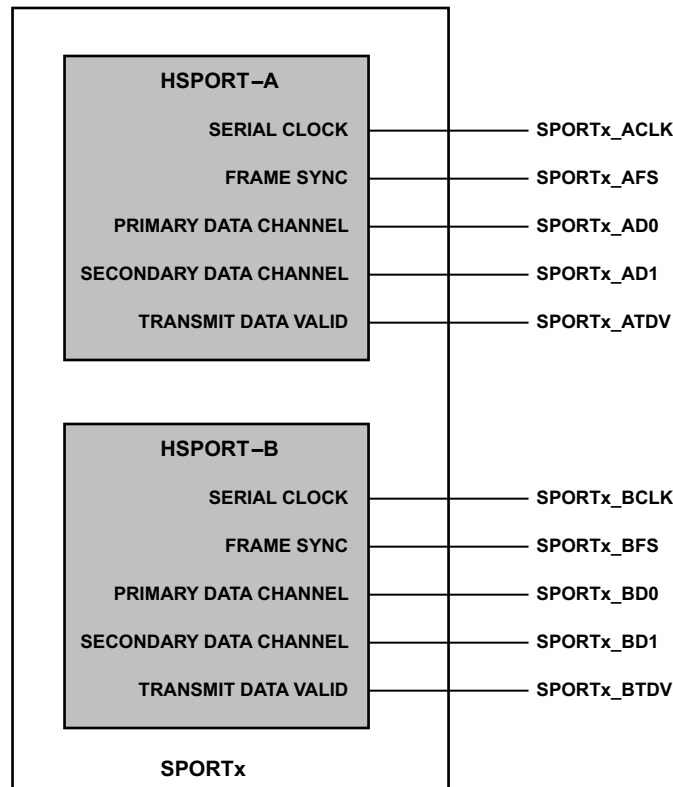 HSPORT–A
SERIAL CLOCK SPORTx_ACLK
FRAME SYNC SPORTx_AFS
PRIMARY DATA CHANNEL SPORTx_AD0
SECONDARY DATA CHANNEL SPORTx_AD1
TRANSMIT DATA VALID SPORTx_ATDV
HSPORT–B
SERIAL CLOCK SPORTx_BCLK
FRAME SYNC SPORTx_BFS
PRIMARY DATA CHANNEL SPORTx_BD0
SECONDARY DATA CHANNEL SPORTx_BD1
TRANSMIT DATA VALID SPORTx_BTDV
SPORTx